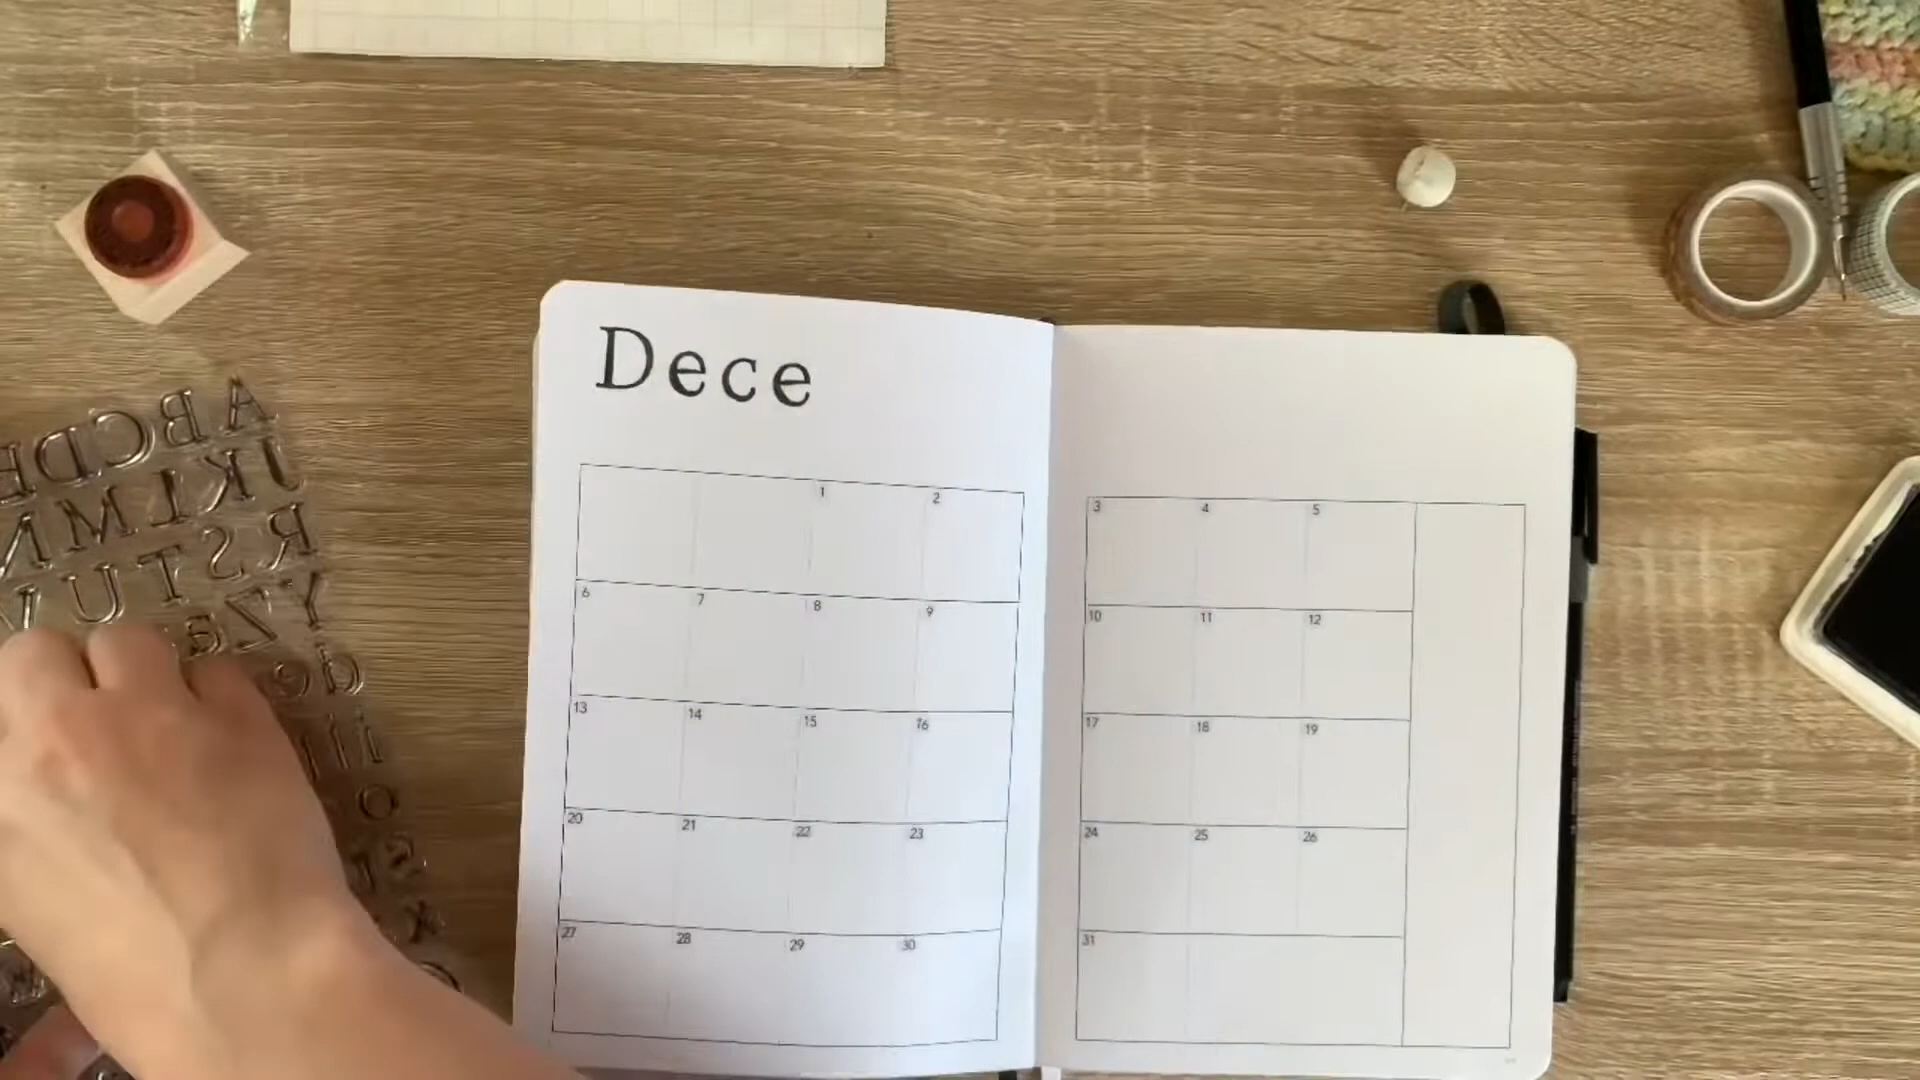 Dece
1 2 3 4 5
6 7 8 9 10 11 12
13 14 15 16 17 18 19
20 21 22 23 24 25 26
27 28 29 30 31
A B C D E
J K L M N
R S T U V
Y Z a
d e
i
o
x